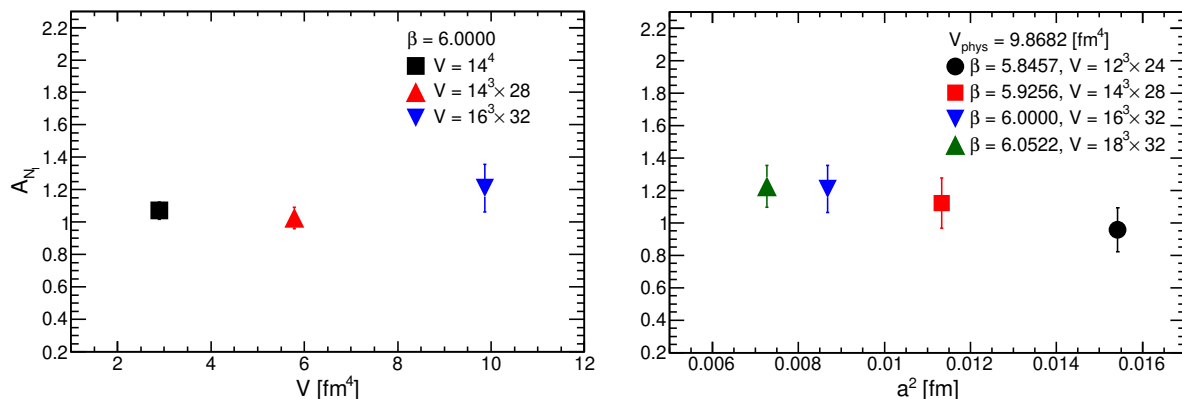 β = 6.0000
V = 14⁴
V = 14³× 28
V = 16³× 32
A_{N_I}
2.2
2
1.8
1.6
1.4
1.2
1
0.8
0.6
0.4
0.2
2 4 6 8 10 12
V [fm⁴]
V_{phys} = 9.8682 [fm⁴]
β = 5.8457, V = 12³× 24
β = 5.9256, V = 14³× 28
β = 6.0000, V = 16³× 32
β = 6.0522, V = 18³× 32
2.2
2
1.8
1.6
1.4
1.2
1
0.8
0.6
0.4
0.2
0.006 0.008 0.01 0.012 0.014 0.016
a² [fm]